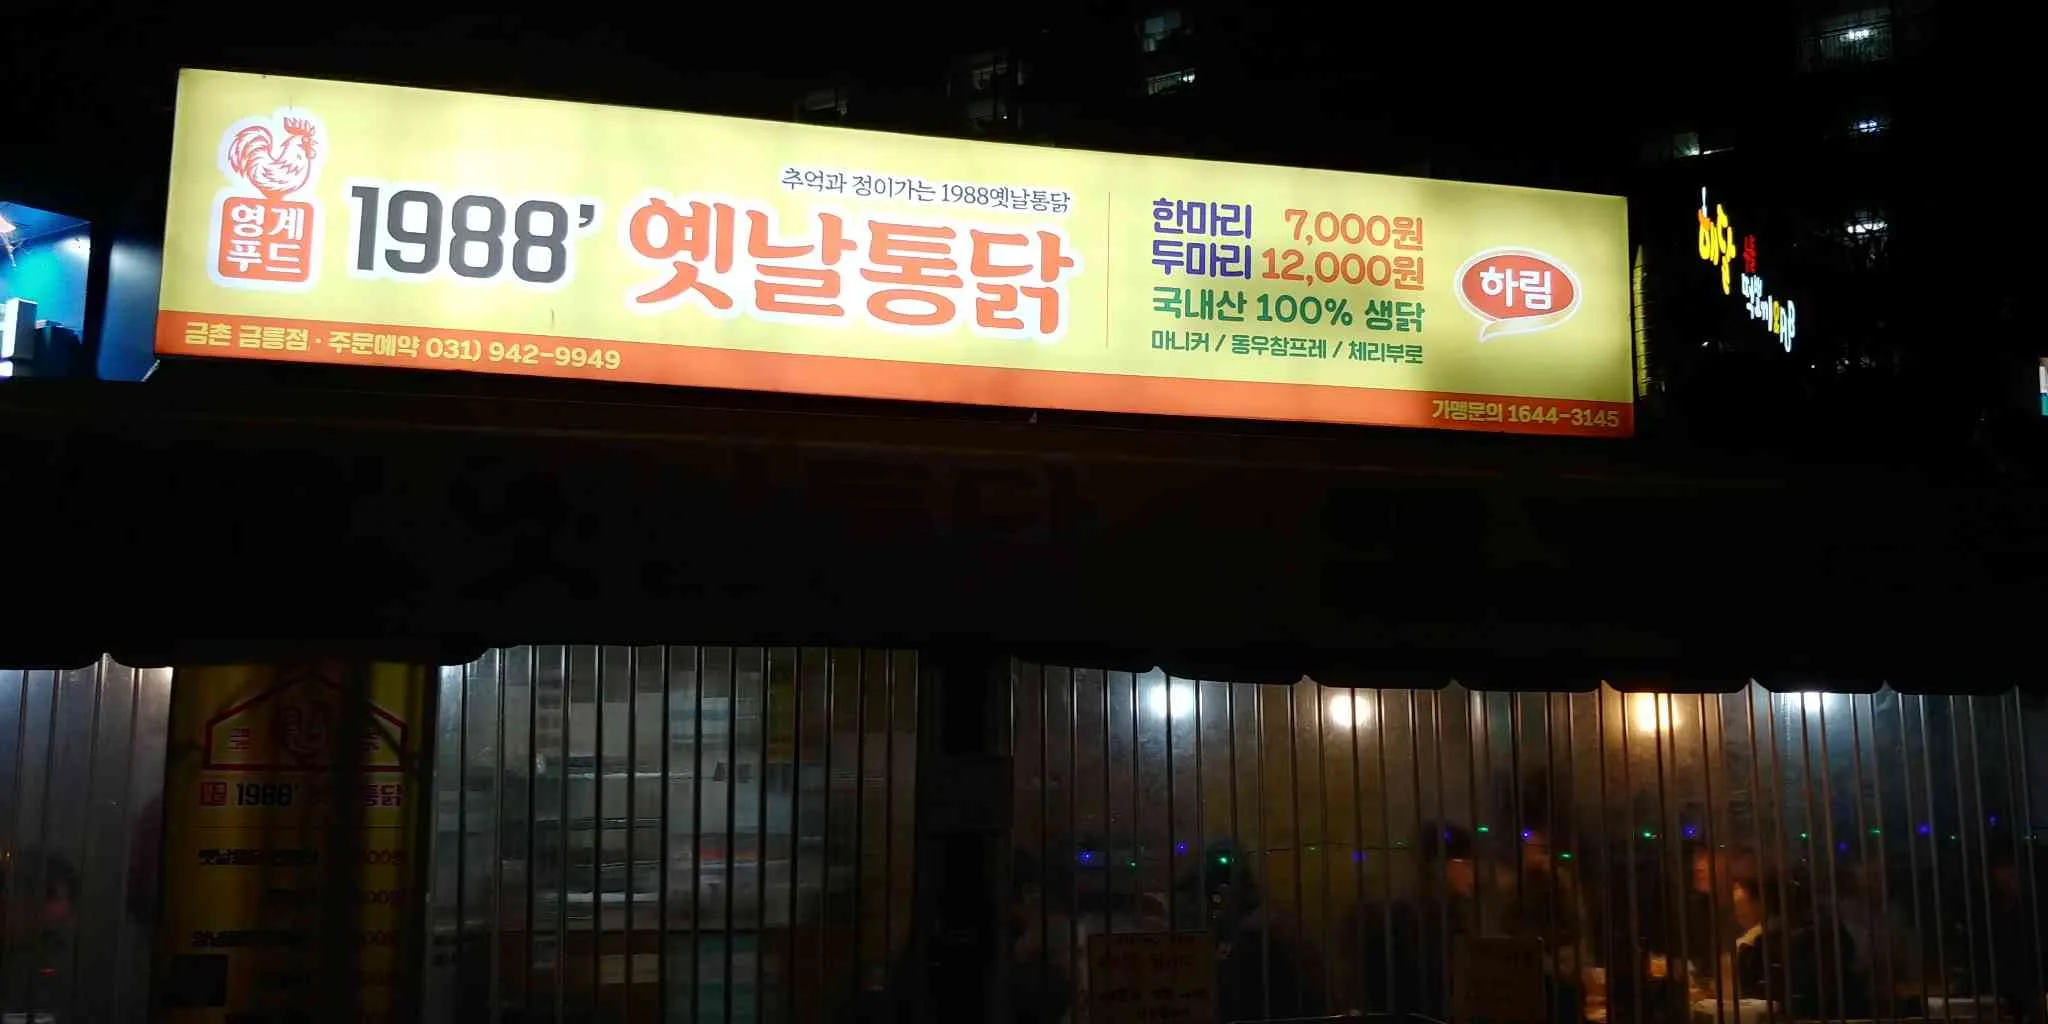 영계
푸드
1988'
추억과 정이가는 1988옛날통닭
옛날통닭
한마리 7,000원
두마리 12,000원
국내산 100% 생닭
마니커 / 동우참프레 / 체리부로
하림
금촌 금릉점 · 주문예약 031) 942-9949
가맹문의 1644-3145
해달
1988'